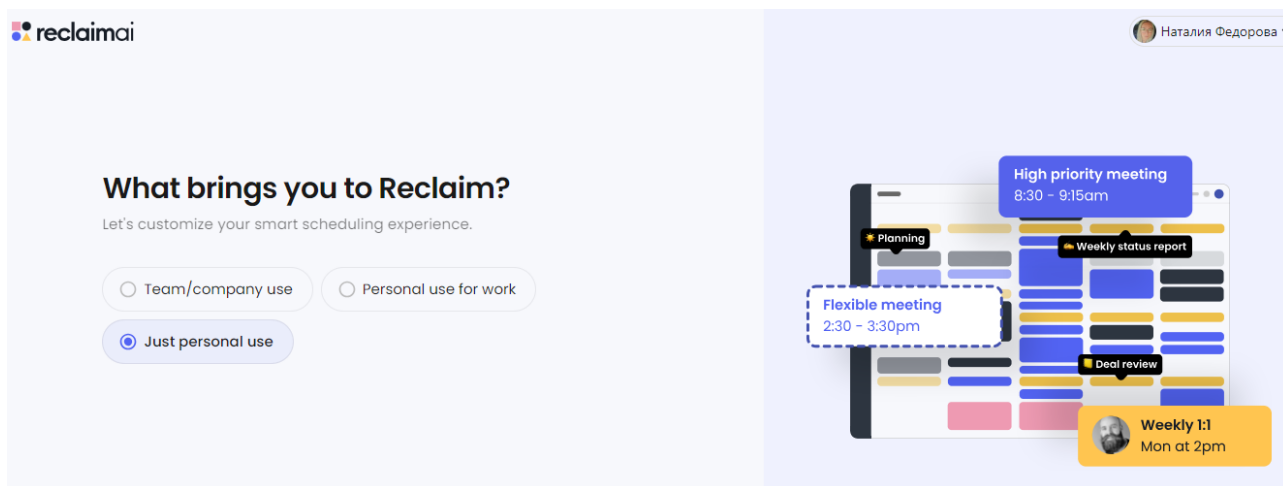 reclaimai
Наталия Федорова
What brings you to Reclaim?
Let's customize your smart scheduling experience.
Team/company use
Personal use for work
Just personal use
High priority meeting
8:30 - 9:15am
Planning
Weekly status report
Flexible meeting
2:30 - 3:30pm
Deal review
Weekly 1:1
Mon at 2pm